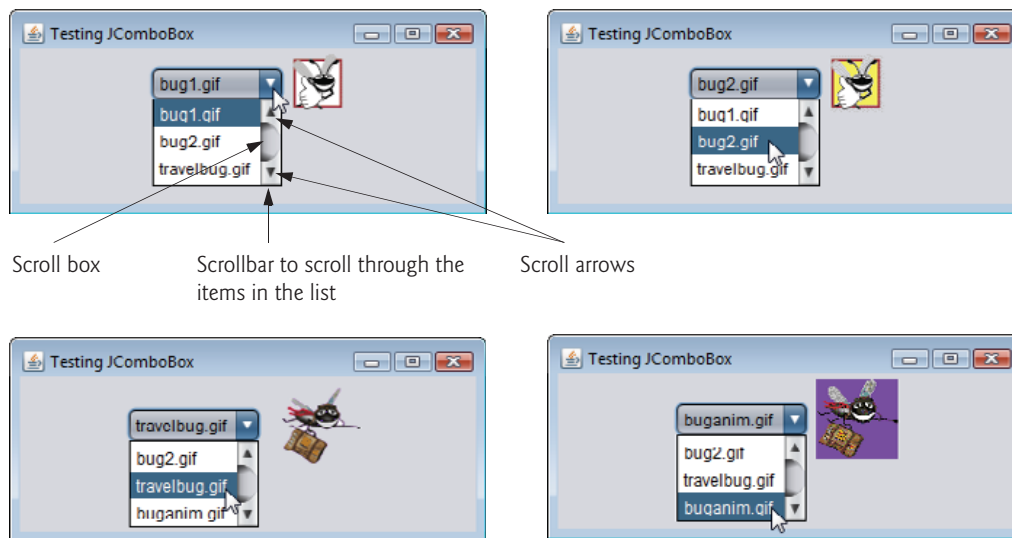 Testing JComboBox
bug1.gif
bug1.gif
bug2.gif
travelbug.gif
Testing JComboBox
bug2.gif
bug1.gif
bug2.gif
travelbug.gif
Scroll box
Scrollbar to scroll through the
items in the list
Scroll arrows
Testing JComboBox
travelbug.gif
bug2.gif
travelbug.gif
buganim.gif
Testing JComboBox
buganim.gif
bug2.gif
travelbug.gif
buganim.gif